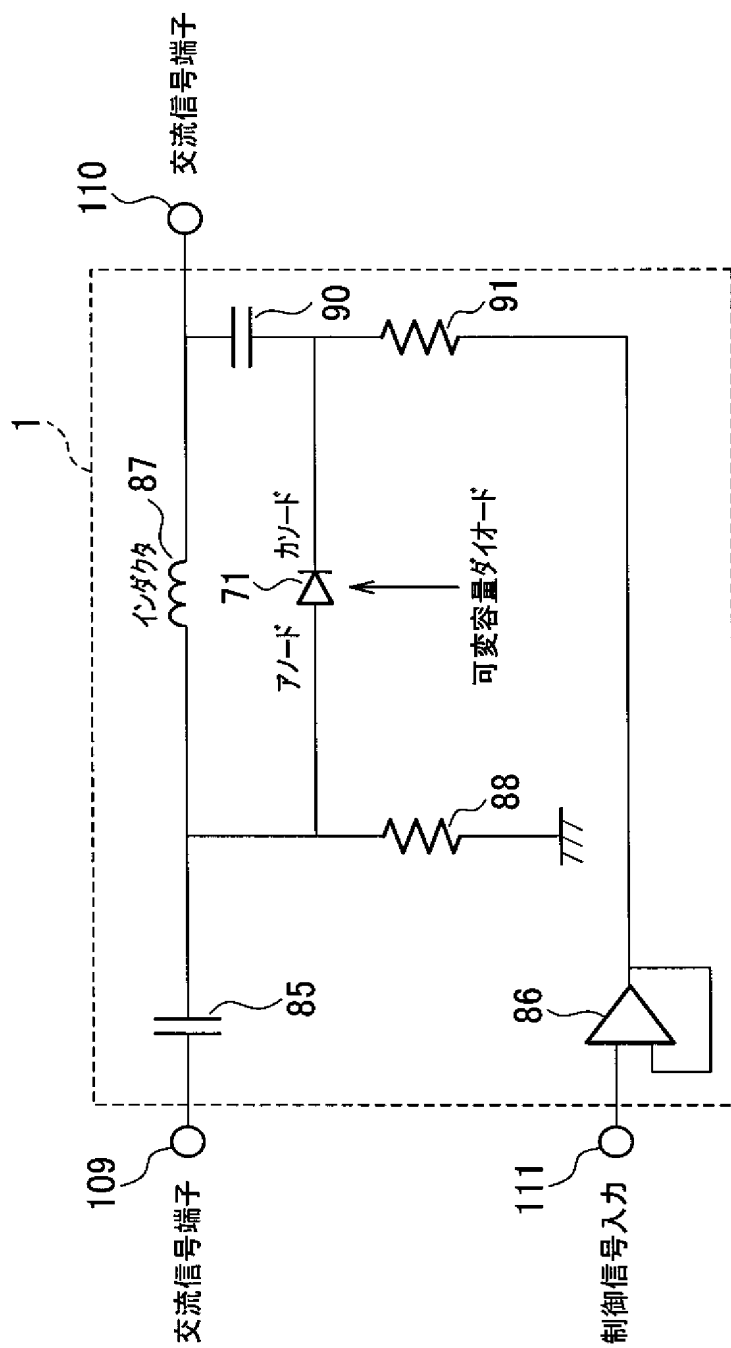 1
交流信号端子
109
85
インダクタ
87
110
交流信号端子
90
アノード
71
カソード
可変容量ダイオード
88
91
制御信号入力
111
86